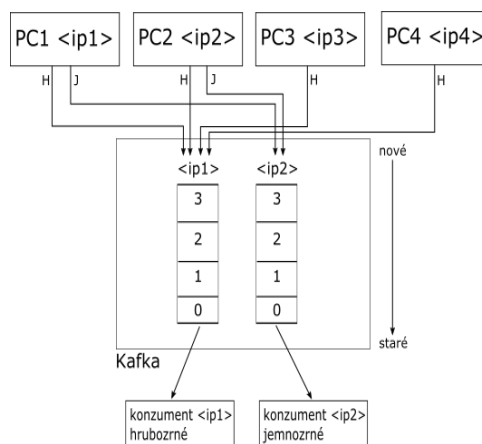 PC1 <ip1>
PC2 <ip2>
PC3 <ip3>
PC4 <ip4>
H
J
H
J
H
H
<ip1>
<ip2>
nové
3
3
2
2
1
1
0
0
staré
Kafka
konzument <ip1>
hrubozrné
konzument <ip2>
jemnozrné